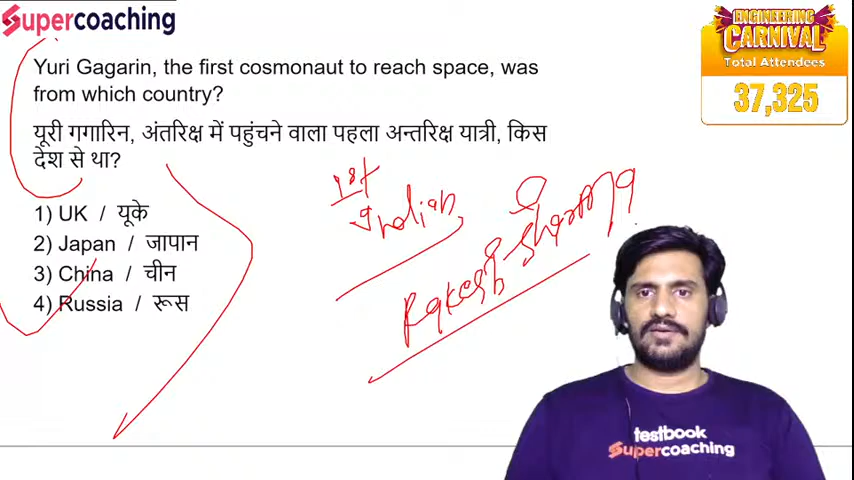 Supercoaching
ENGINEERING
CARNIVAL
Total Attendees
37,325
Yuri Gagarin, the first cosmonaut to reach space, was
from which country?
यूरी गगारिन, अंतरिक्ष में पहुंचने वाला पहला अन्तरिक्ष यात्री, किस
देश से था?
1) UK / यूके
2) Japan / जापान
3) China / चीन
4) Russia / रूस
1st
Indian
Rakesh Sharma
testbook
Supercoaching